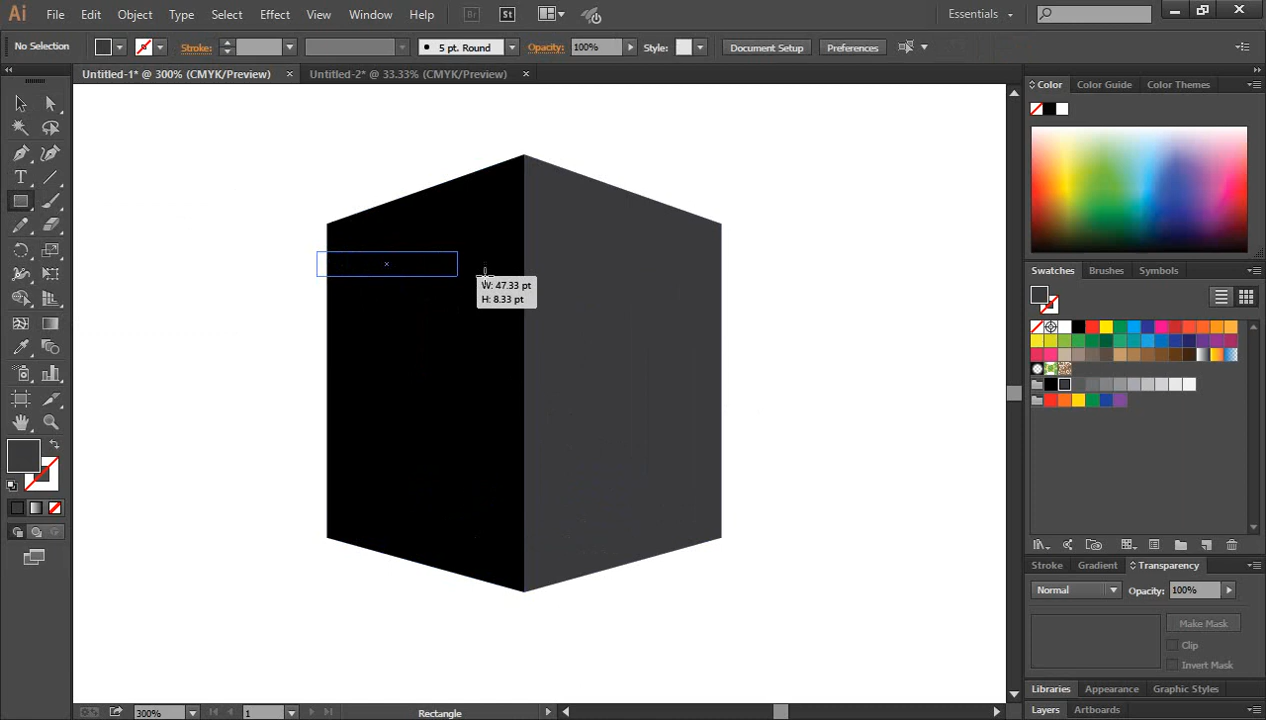 Ai File Edit Object Type Select Effect View Window Help Br St Essentials
No Selection Stroke: 5 pt. Round Opacity: 100% Style: Document Setup Preferences
Untitled-1* @ 300% (CMYK/Preview) × Untitled-2* @ 33.33% (CMYK/Preview) ×
Color Color Guide Color Themes
Swatches Brushes Symbols
W: 47.33 pt
H: 8.33 pt
Stroke Gradient Transparency
Normal Opacity: 100%
Make Mask
Clip
Invert Mask
Libraries Appearance Graphic Styles
Layers Artboards
300% 1 Rectangle